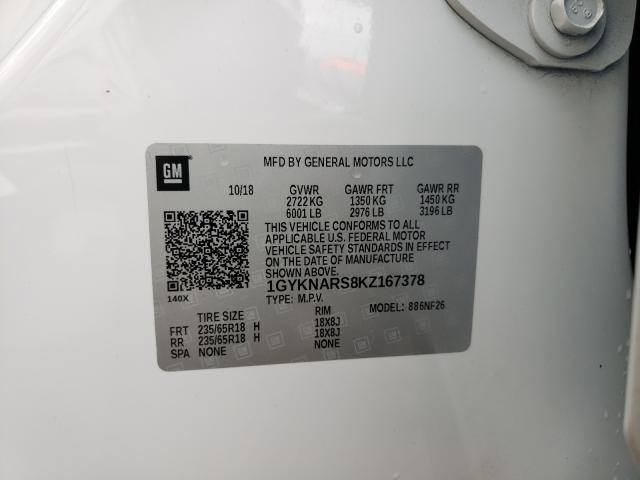 GM
MFD BY GENERAL MOTORS LLC
10/18 GVWR GAWR FRT GAWR RR
2722 KG 1350 KG 1450 KG
6001 LB 2976 LB 3196 LB
THIS VEHICLE CONFORMS TO ALL
APPLICABLE U.S. FEDERAL MOTOR
VEHICLE SAFETY STANDARDS IN EFFECT
ON THE DATE OF MANUFACTURE
SHOWN ABOVE.
140X
1GYKNARS8KZ167378
TYPE: M.P.V. MODEL: 886NF26
TIRE SIZE RIM
FRT 235/65R18 H 18X8J
RR 235/65R18 H 18X8J
SPA NONE NONE